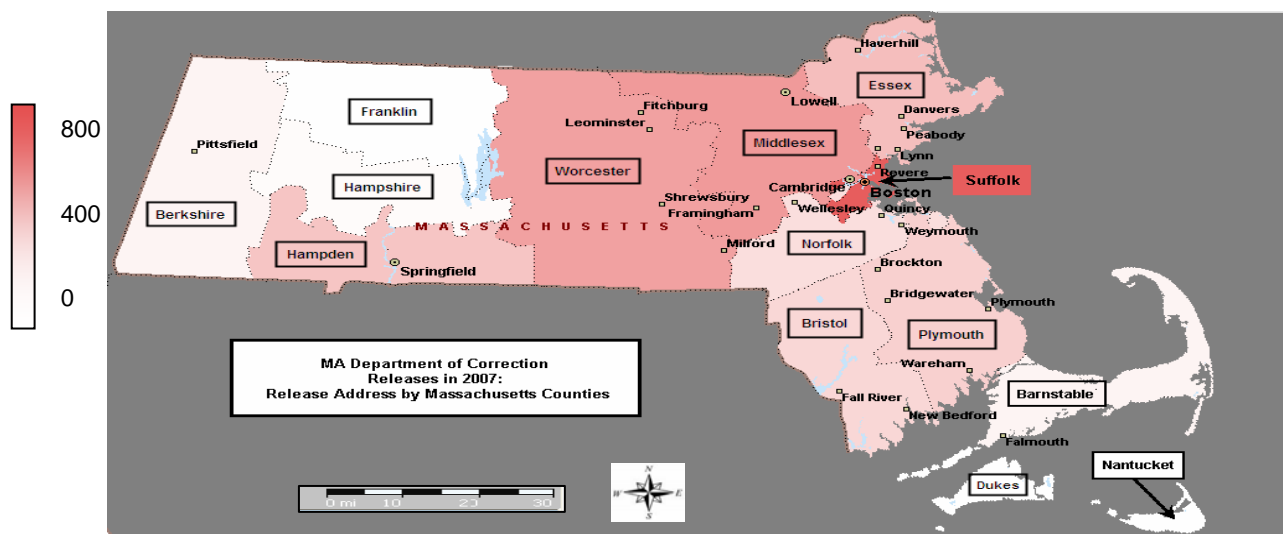 800
400
0
Haverhill
Essex
Lowell
Danvers
Fitchburg
Franklin
Leominster
Peabody
Middlesex
Pittsfield
Lynn
Worcester
Revere
Suffolk
Hampshire
Cambridge
Boston
Shrewsbury
Berkshire
Framingham
Wellesley
Quincy
MASSACHUSETTS
Weymouth
Milford
Norfolk
Hampden
Springfield
Brockton
Bridgewater
Plymouth
Bristol
Plymouth
MA Department of Correction
Releases in 2007:
Release Address by Massachusetts Counties
Wareham
Fall River
Barnstable
New Bedford
Falmouth
Nantucket
Dukes
N
W E
S
0 mi 10 20 30